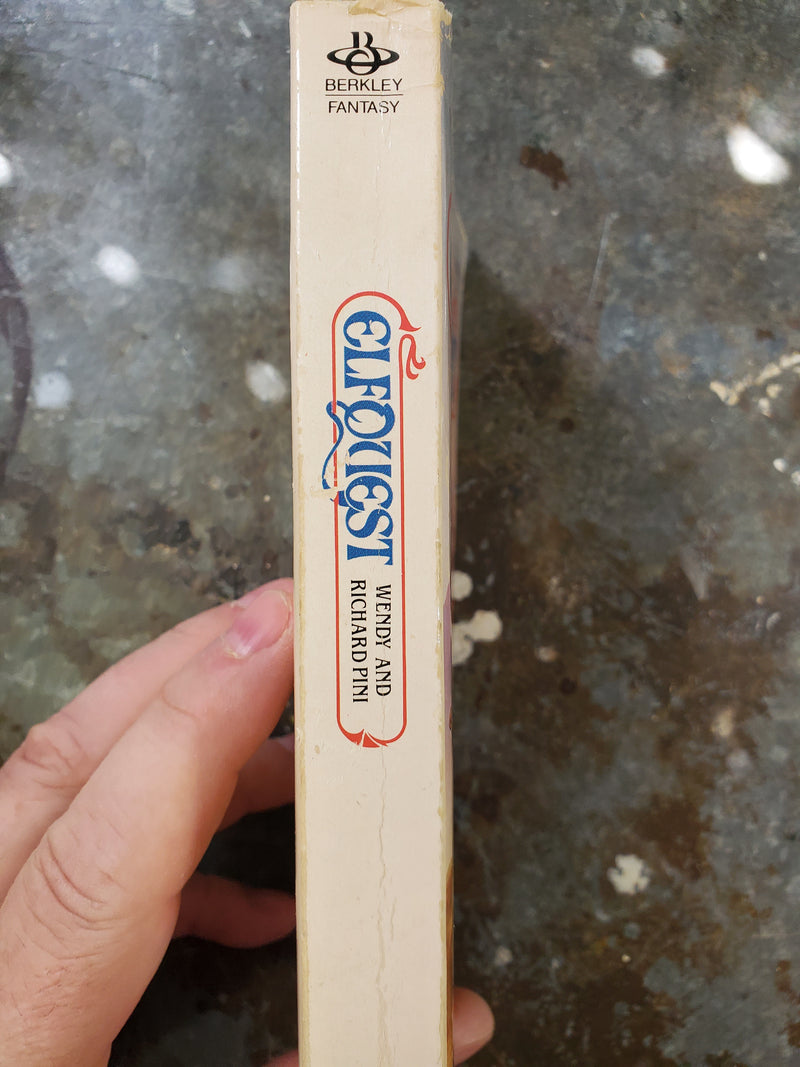 B
BERKLEY
FANTASY
ELFQUEST
WENDY AND
RICHARD PINI